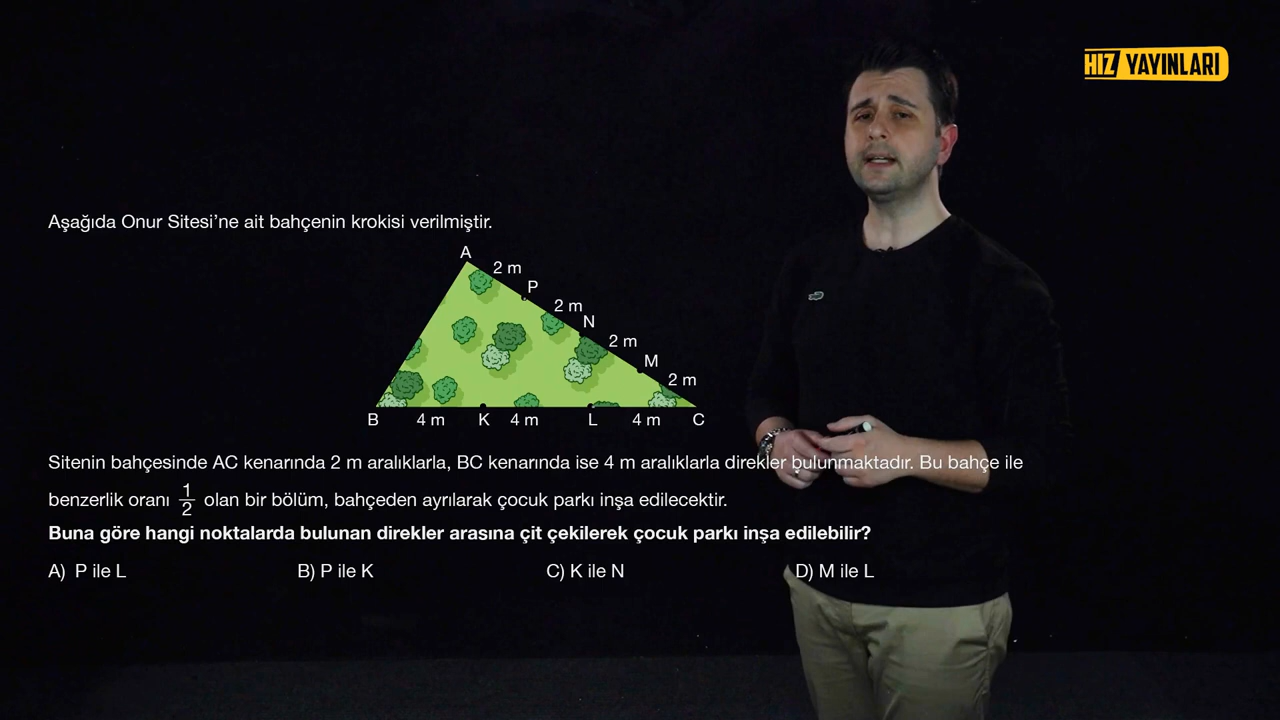 HIZ YAYINLARI
Aşağıda Onur Sitesi'ne ait bahçenin krokisi verilmiştir.
A
2 m
P
2 m
N
2 m
M
2 m
B 4 m K 4 m L 4 m C
Sitenin bahçesinde AC kenarında 2 m aralıklarla, BC kenarında ise 4 m aralıklarla direkler bulunmaktadır. Bu bahçe ile
benzerlik oranı 1/2 olan bir bölüm, bahçeden ayrılarak çocuk parkı inşa edilecektir.
Buna göre hangi noktalarda bulunan direkler arasına çit çekilerek çocuk parkı inşa edilebilir?
A) P ile L B) P ile K C) K ile N D) M ile L